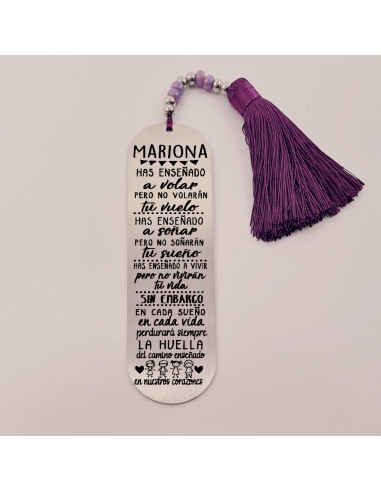 MARIONA
HAS ENSEÑADO
a volar
PERO NO VOLARÁN
tu vuelo
HAS ENSEÑADO
a soñar
PERO NO SOÑARÁN
tu sueño
HAS ENSEÑADO A VIVIR
pero no vivirán
tu vida
SIN EMBARGO
EN CADA SUEÑO
en cada vida
perdurará siempre
LA HUELLA
del camino enseñado
en nuestros corazones